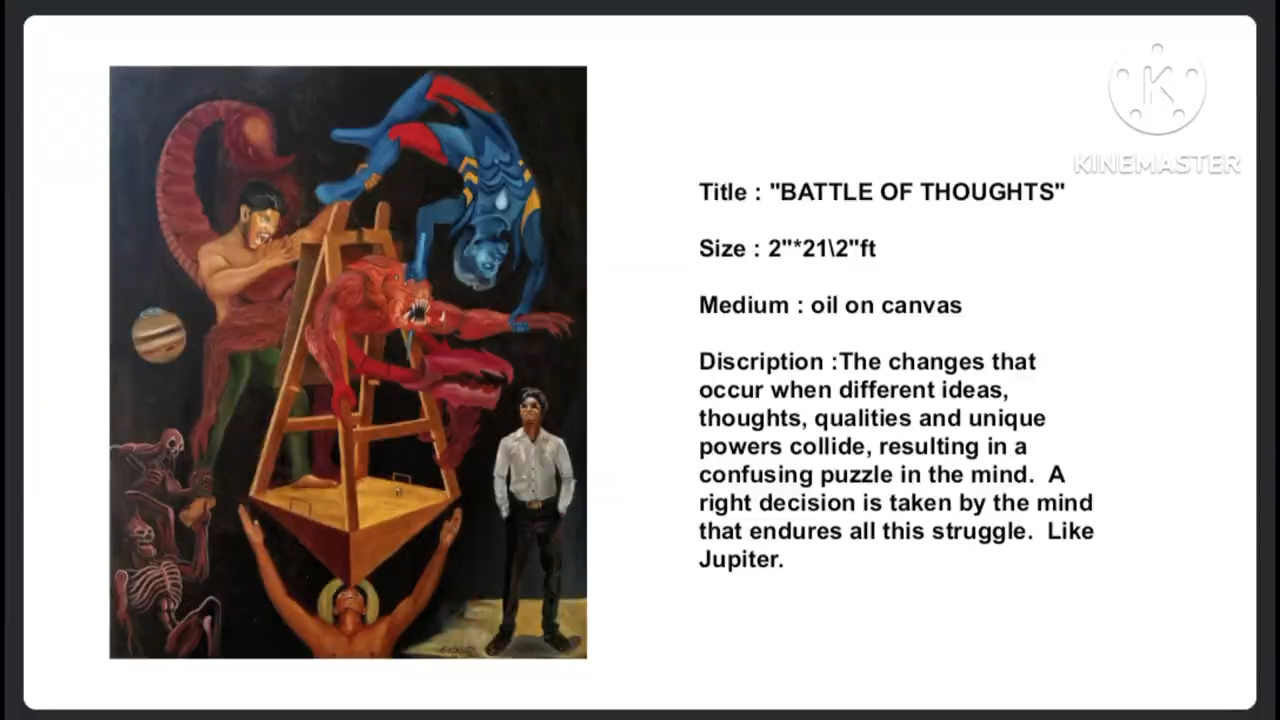 KINEMASTER
Title : "BATTLE OF THOUGHTS"
Size : 2"*21\2"ft
Medium : oil on canvas
Discription :The changes that
occur when different ideas,
thoughts, qualities and unique
powers collide, resulting in a
confusing puzzle in the mind.  A
right decision is taken by the mind
that endures all this struggle.  Like
Jupiter.